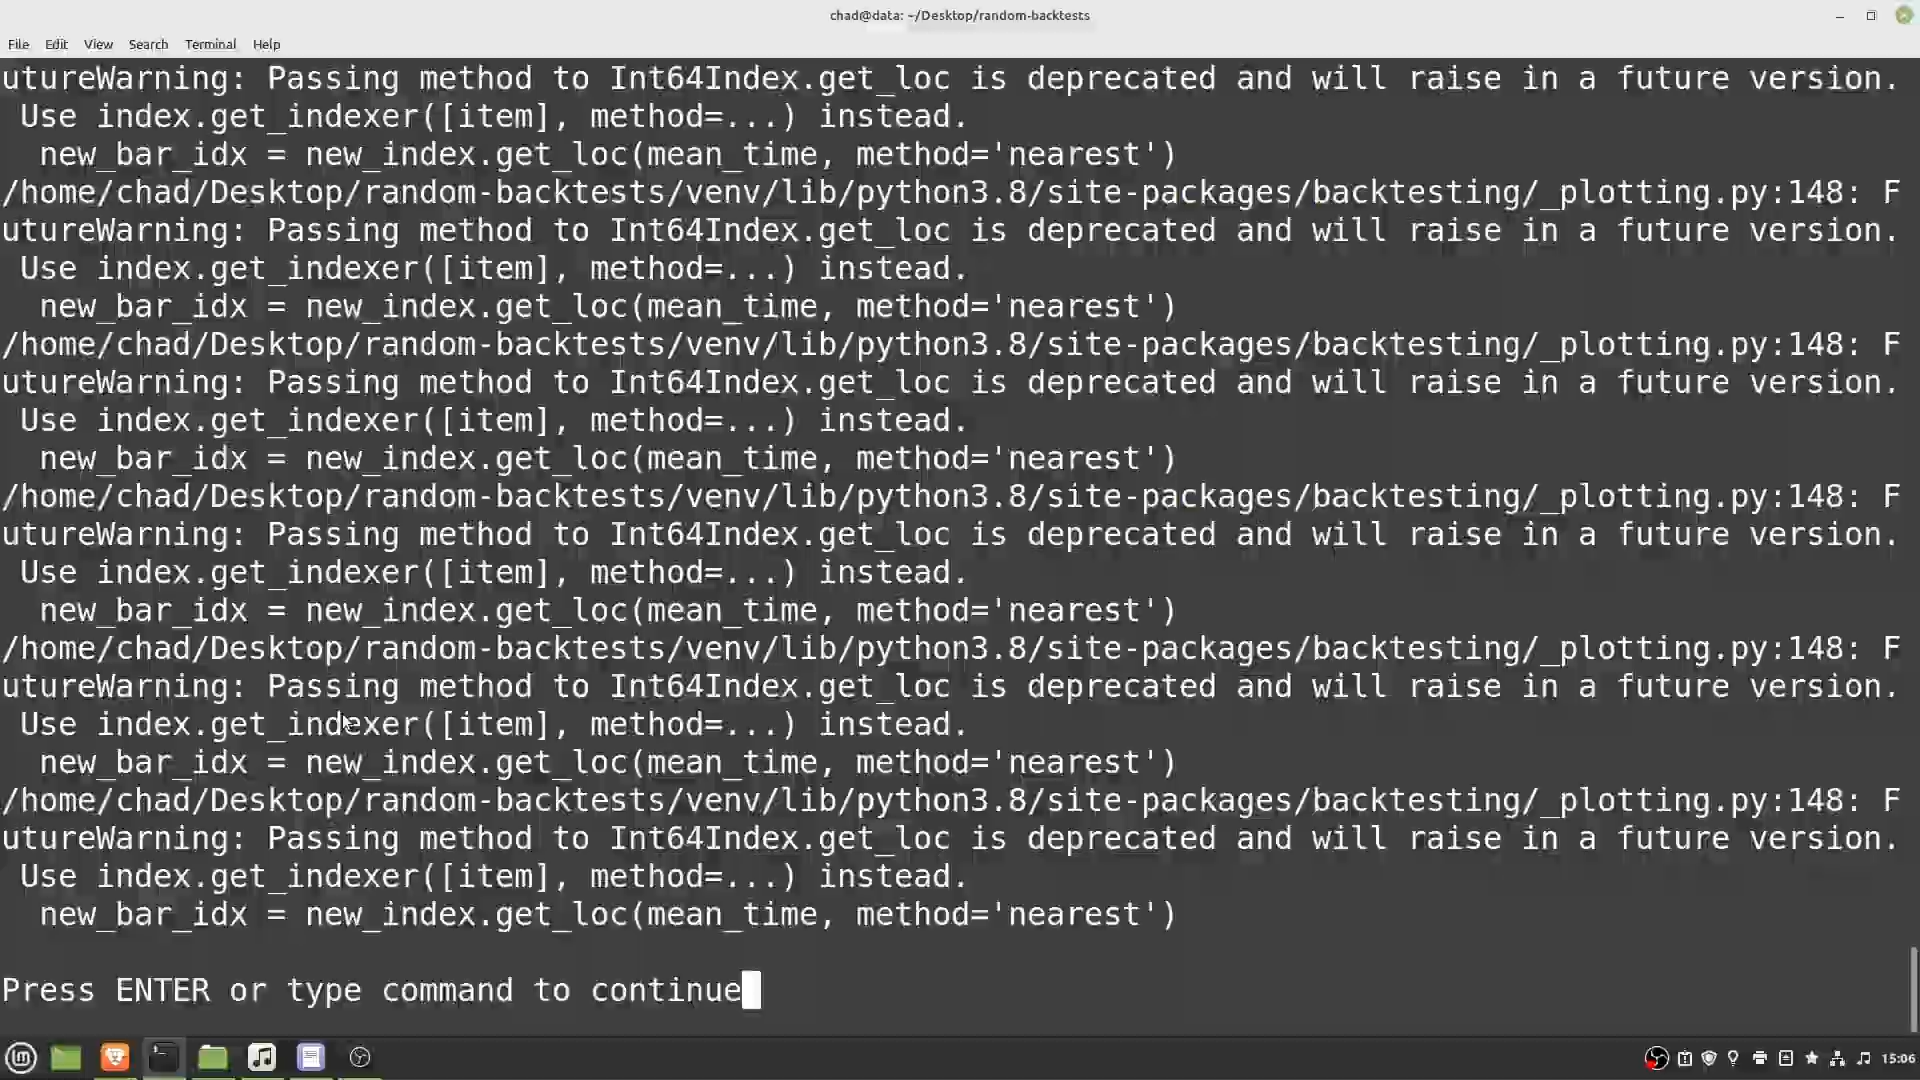 chad@data: ~/Desktop/random-backtests
File Edit View Search Terminal Help
utureWarning: Passing method to Int64Index.get_loc is deprecated and will raise in a future version.
 Use index.get_indexer([item], method=...) instead.
  new_bar_idx = new_index.get_loc(mean_time, method='nearest')
/home/chad/Desktop/random-backtests/venv/lib/python3.8/site-packages/backtesting/_plotting.py:148: F
utureWarning: Passing method to Int64Index.get_loc is deprecated and will raise in a future version.
 Use index.get_indexer([item], method=...) instead.
  new_bar_idx = new_index.get_loc(mean_time, method='nearest')
/home/chad/Desktop/random-backtests/venv/lib/python3.8/site-packages/backtesting/_plotting.py:148: F
utureWarning: Passing method to Int64Index.get_loc is deprecated and will raise in a future version.
 Use index.get_indexer([item], method=...) instead.
  new_bar_idx = new_index.get_loc(mean_time, method='nearest')
/home/chad/Desktop/random-backtests/venv/lib/python3.8/site-packages/backtesting/_plotting.py:148: F
utureWarning: Passing method to Int64Index.get_loc is deprecated and will raise in a future version.
 Use index.get_indexer([item], method=...) instead.
  new_bar_idx = new_index.get_loc(mean_time, method='nearest')
/home/chad/Desktop/random-backtests/venv/lib/python3.8/site-packages/backtesting/_plotting.py:148: F
utureWarning: Passing method to Int64Index.get_loc is deprecated and will raise in a future version.
 Use index.get_indexer([item], method=...) instead.
  new_bar_idx = new_index.get_loc(mean_time, method='nearest')
/home/chad/Desktop/random-backtests/venv/lib/python3.8/site-packages/backtesting/_plotting.py:148: F
utureWarning: Passing method to Int64Index.get_loc is deprecated and will raise in a future version.
 Use index.get_indexer([item], method=...) instead.
  new_bar_idx = new_index.get_loc(mean_time, method='nearest')
Press ENTER or type command to continue
15:06